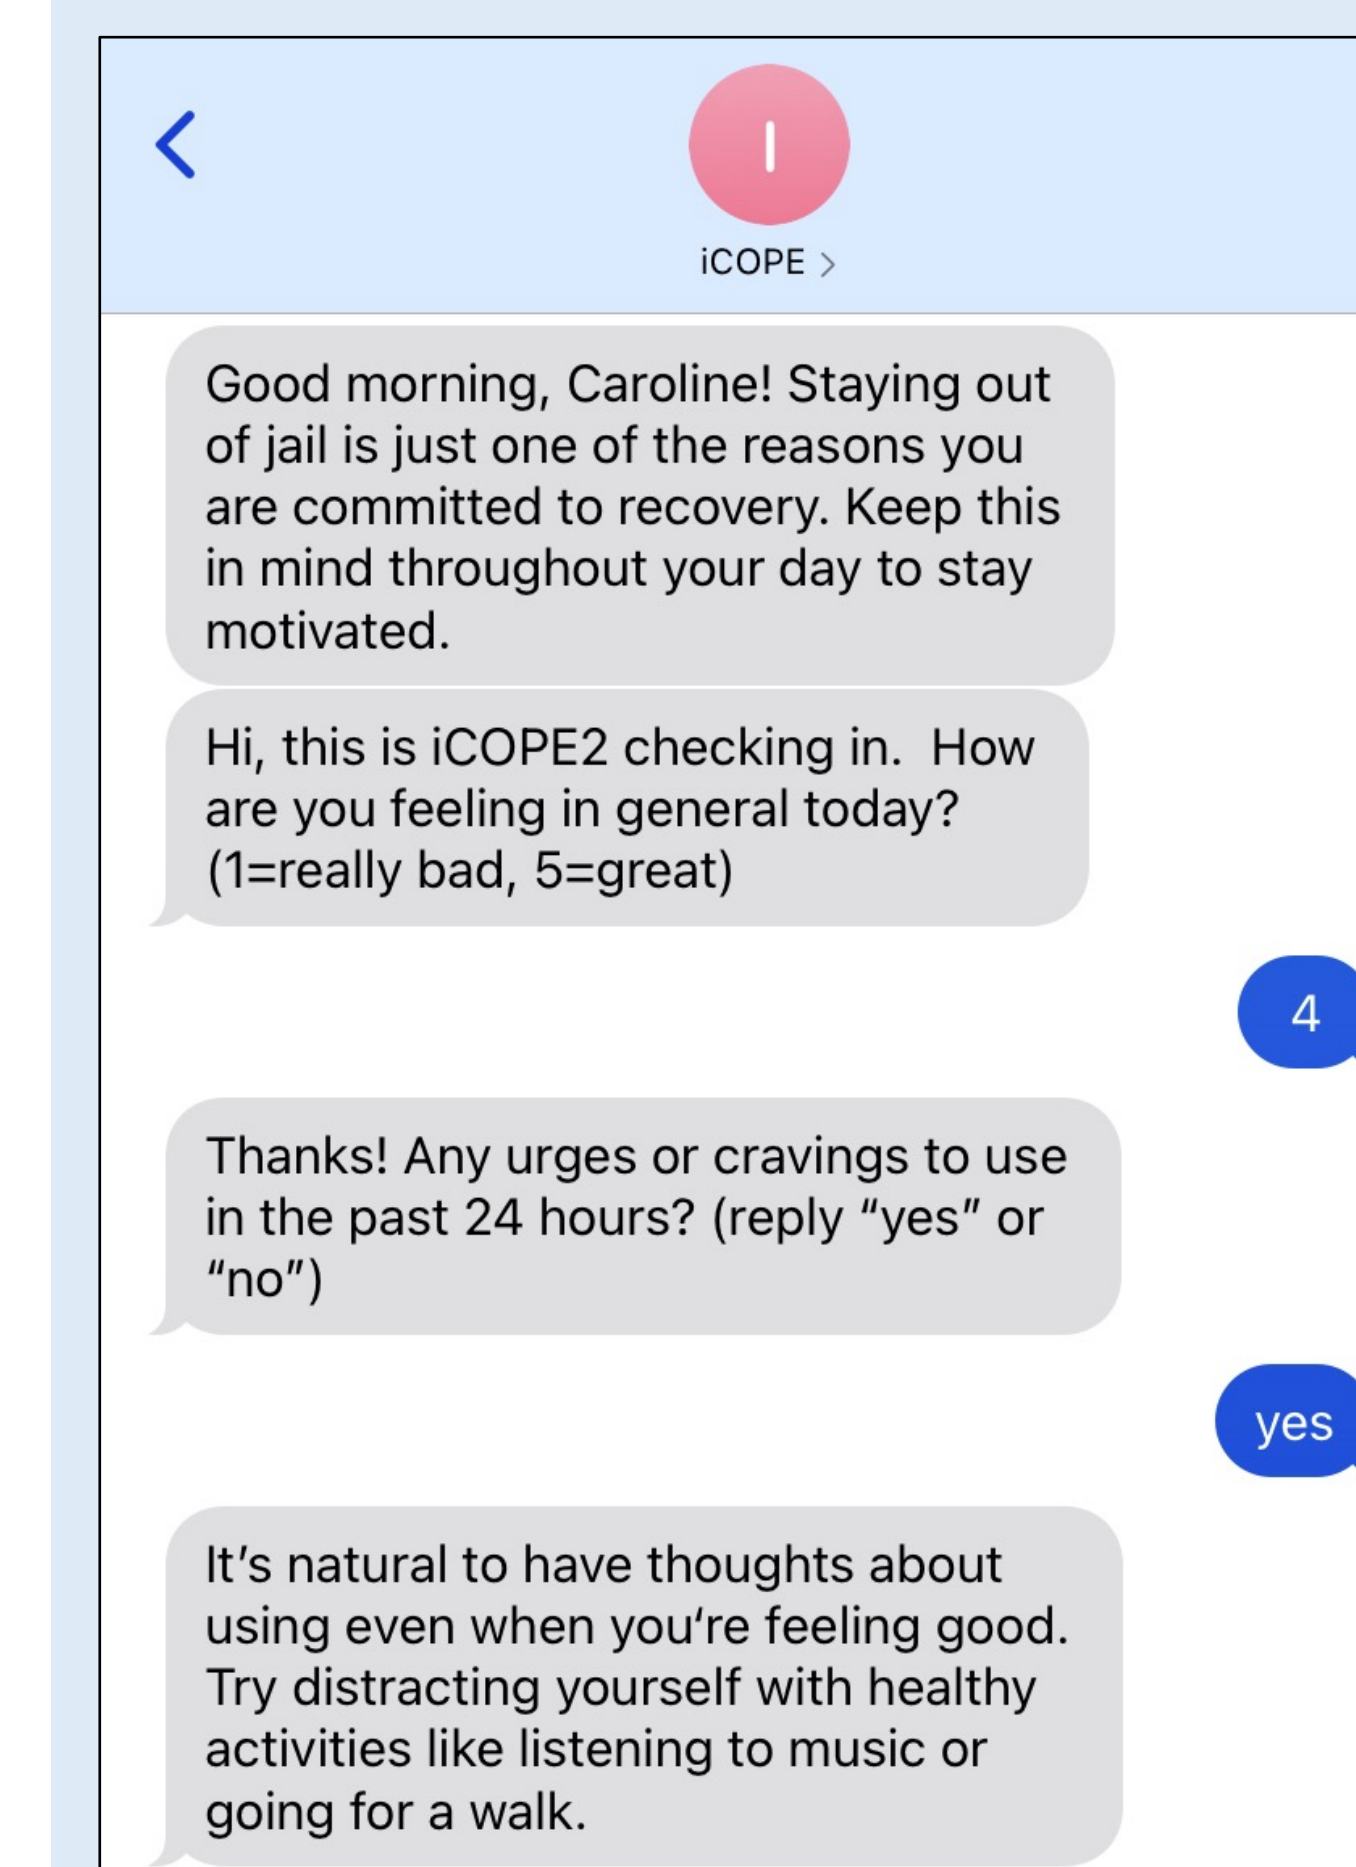 I
iCOPE >
Good morning, Caroline! Staying out
of jail is just one of the reasons you
are committed to recovery. Keep this
in mind throughout your day to stay
motivated.
Hi, this is iCOPE2 checking in.  How
are you feeling in general today?
(1=really bad, 5=great)
4
Thanks! Any urges or cravings to use
in the past 24 hours? (reply “yes” or
“no”)
yes
It’s natural to have thoughts about
using even when you‘re feeling good.
Try distracting yourself with healthy
activities like listening to music or
going for a walk.